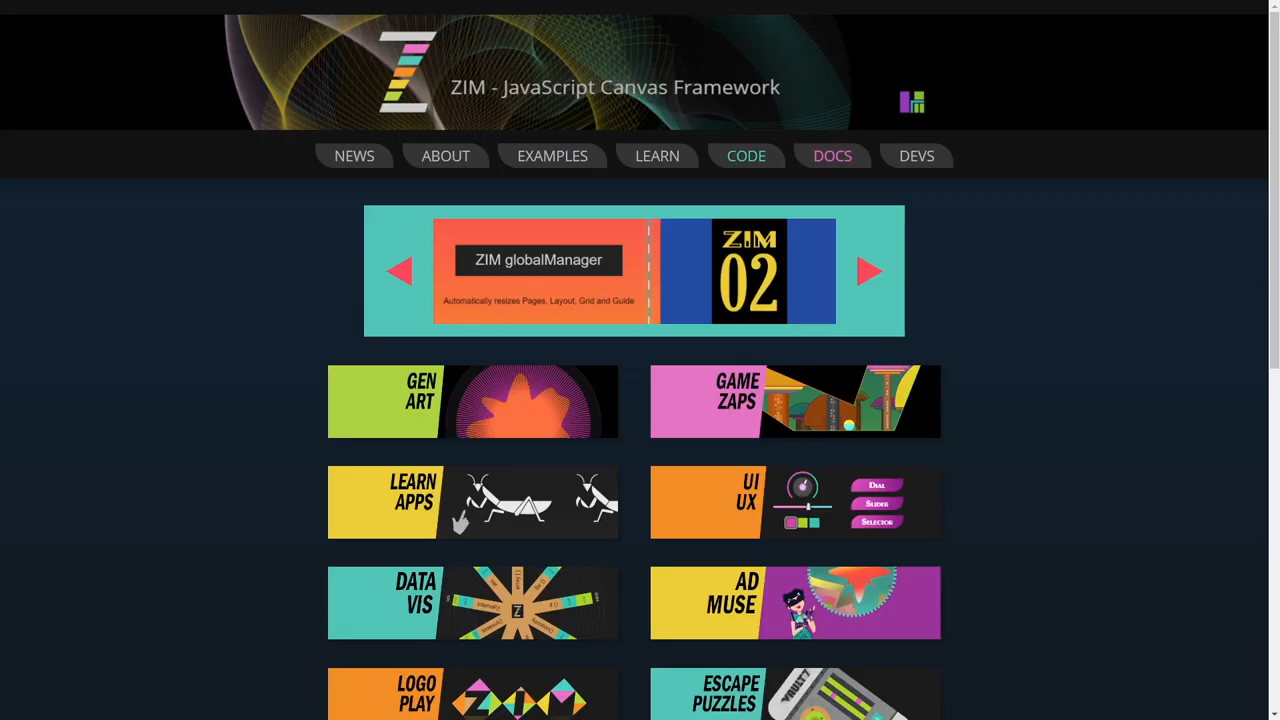 ZIM - JavaScript Canvas Framework
NEWS
ABOUT
EXAMPLES
LEARN
CODE
DOCS
DEVS
ZIM globalManager
Automatically resizes Pages, Layout, Grid and Guide
ZIM
02
GEN
ART
GAME
ZAPS
LEARN
APPS
UI
UX
DIAL
SLIDER
SELECTOR
DATA
VIS
AD
MUSE
LOGO
PLAY
ZIM
ESCAPE
PUZZLES
VAULT7